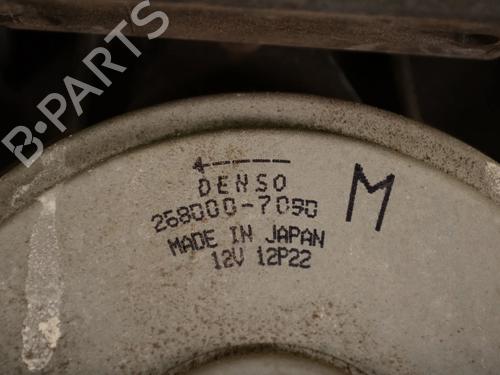 B-PARTS
DENSO
268000-7090
M
MADE IN JAPAN
12V 12P22